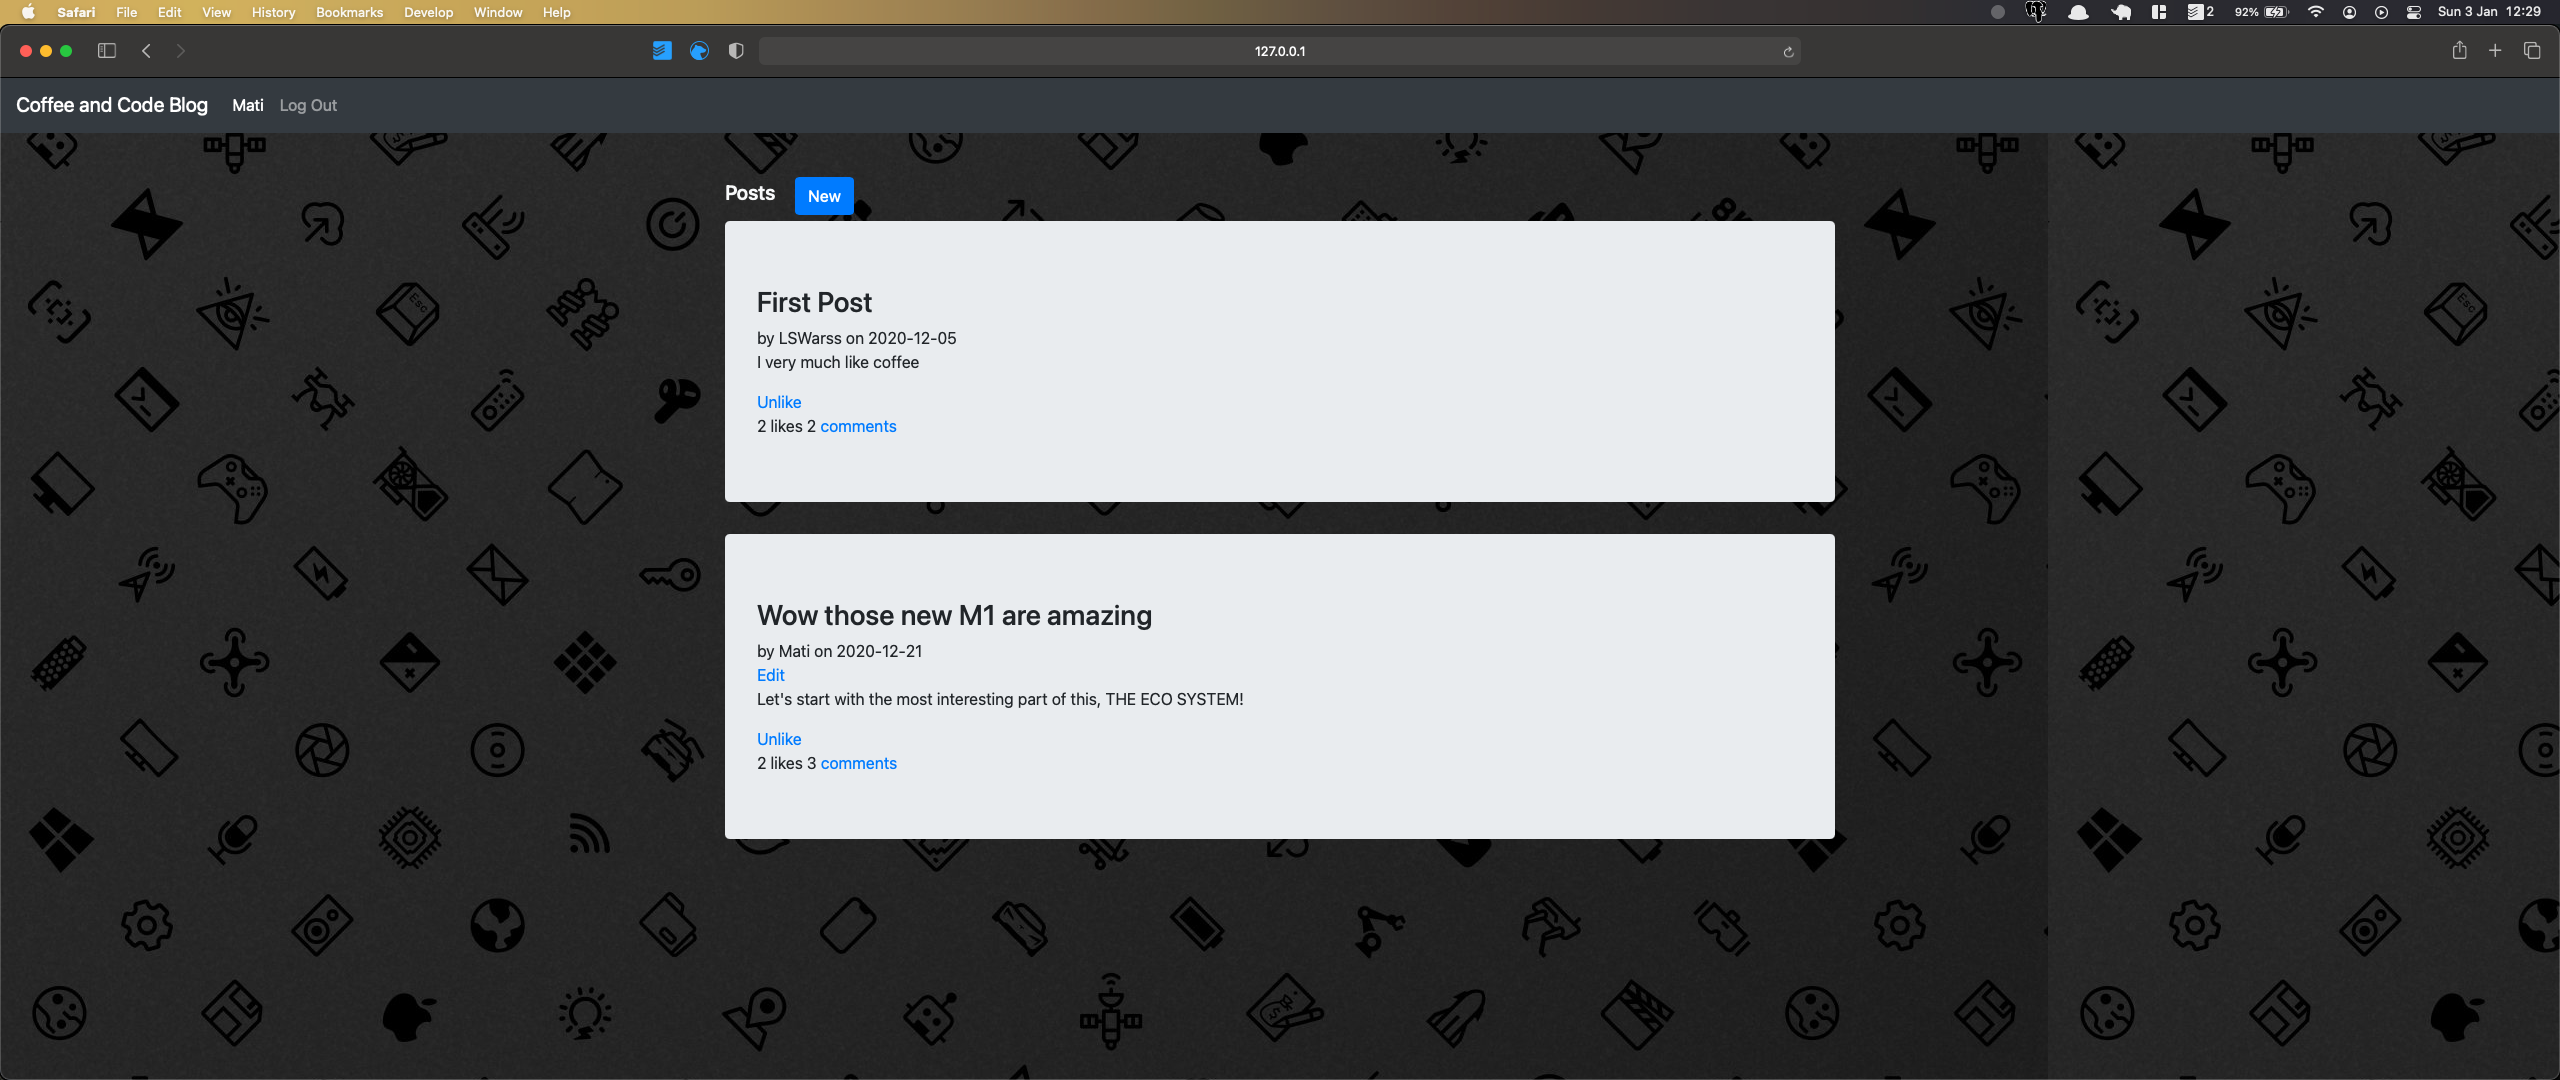 Safari File Edit View History Bookmarks Develop Window Help 2 92% Sun 3 Jan 12:29
127.0.0.1
Coffee and Code Blog Mati Log Out
Posts New
First Post
by LSWarss on 2020-12-05
I very much like coffee
Unlike
2 likes 2 comments
Wow those new M1 are amazing
by Mati on 2020-12-21
Edit
Let's start with the most interesting part of this, THE ECO SYSTEM!
Unlike
2 likes 3 comments